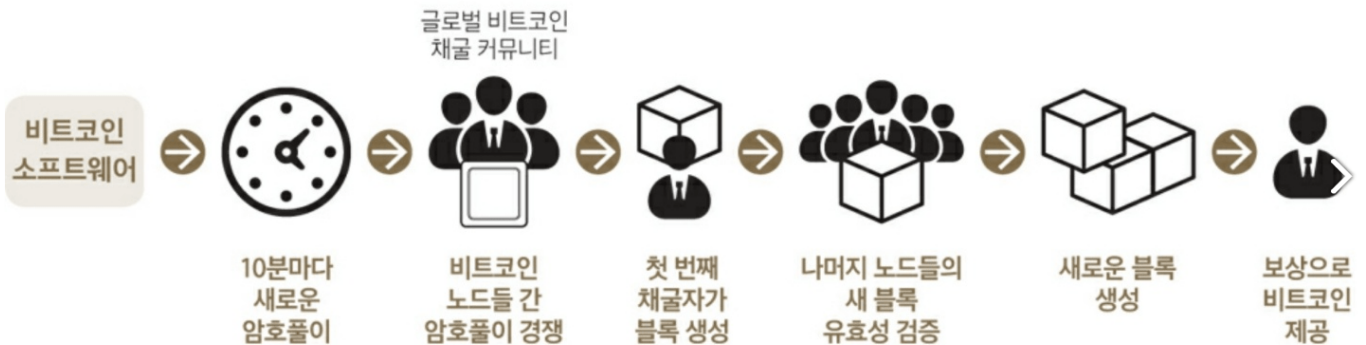 글로벌 비트코인
채굴 커뮤니티
비트코인
소프트웨어
10분마다
새로운
암호풀이
비트코인
노드들 간
암호풀이 경쟁
첫 번째
채굴자가
블록 생성
나머지 노드들의
새 블록
유효성 검증
새로운 블록
생성
보상으로
비트코인
제공